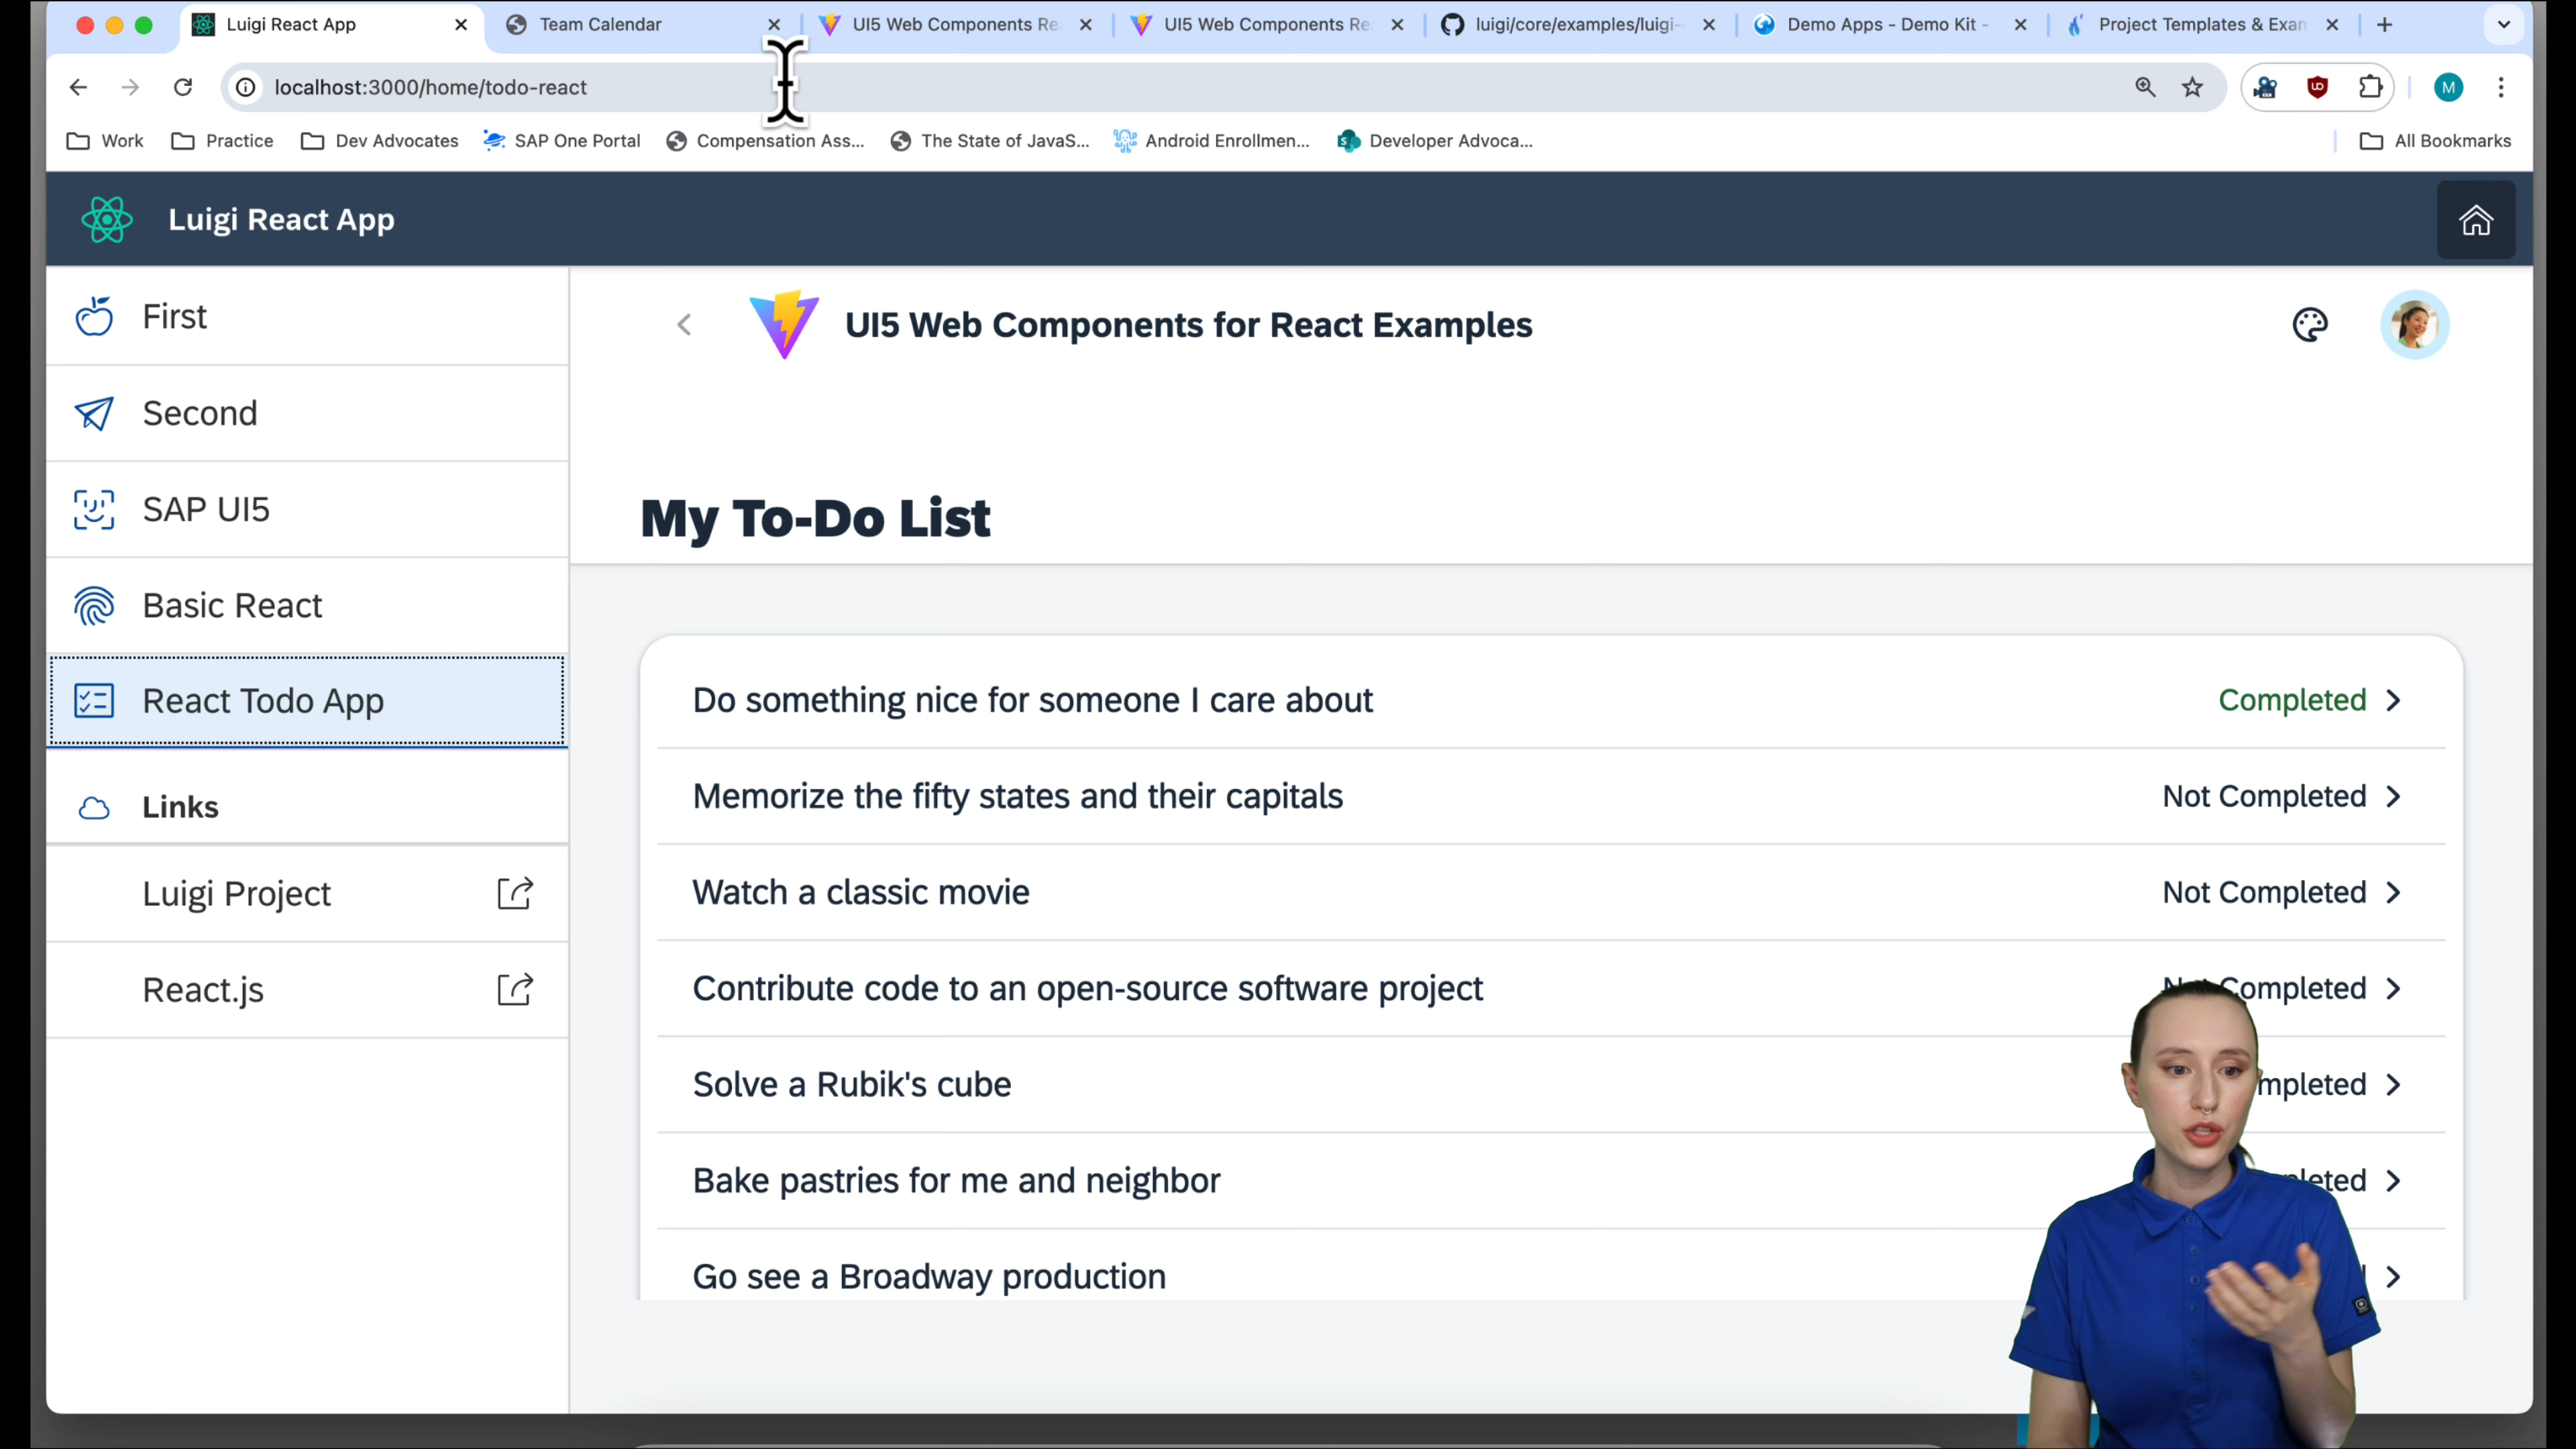 Luigi React App
Team Calendar
UI5 Web Components Re
UI5 Web Components Re
luigi/core/examples/luigi-
Demo Apps - Demo Kit -
Project Templates & Exam
localhost:3000/home/todo-react
M
Work
Practice
Dev Advocates
SAP One Portal
Compensation Ass...
The State of JavaS...
Android Enrollmen...
Developer Advoca...
All Bookmarks
Luigi React App
First
Second
SAP UI5
Basic React
React Todo App
Links
Luigi Project
React.js
UI5 Web Components for React Examples
My To-Do List
Do something nice for someone I care about Completed
Memorize the fifty states and their capitals Not Completed
Watch a classic movie Not Completed
Contribute code to an open-source software project Not Completed
Solve a Rubik's cube mpleted
Bake pastries for me and neighbor leted
Go see a Broadway production